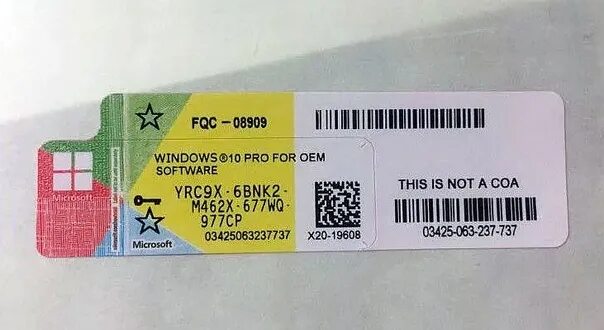 FQC - 08909
WINDOWS®10 PRO FOR OEM
SOFTWARE
YRC9X-6BNK2-
M462X-677WQ-
977CP
03425063237737
X20-19608
Microsoft
Microsoft
THIS IS NOT A COA
03425-063-237-737